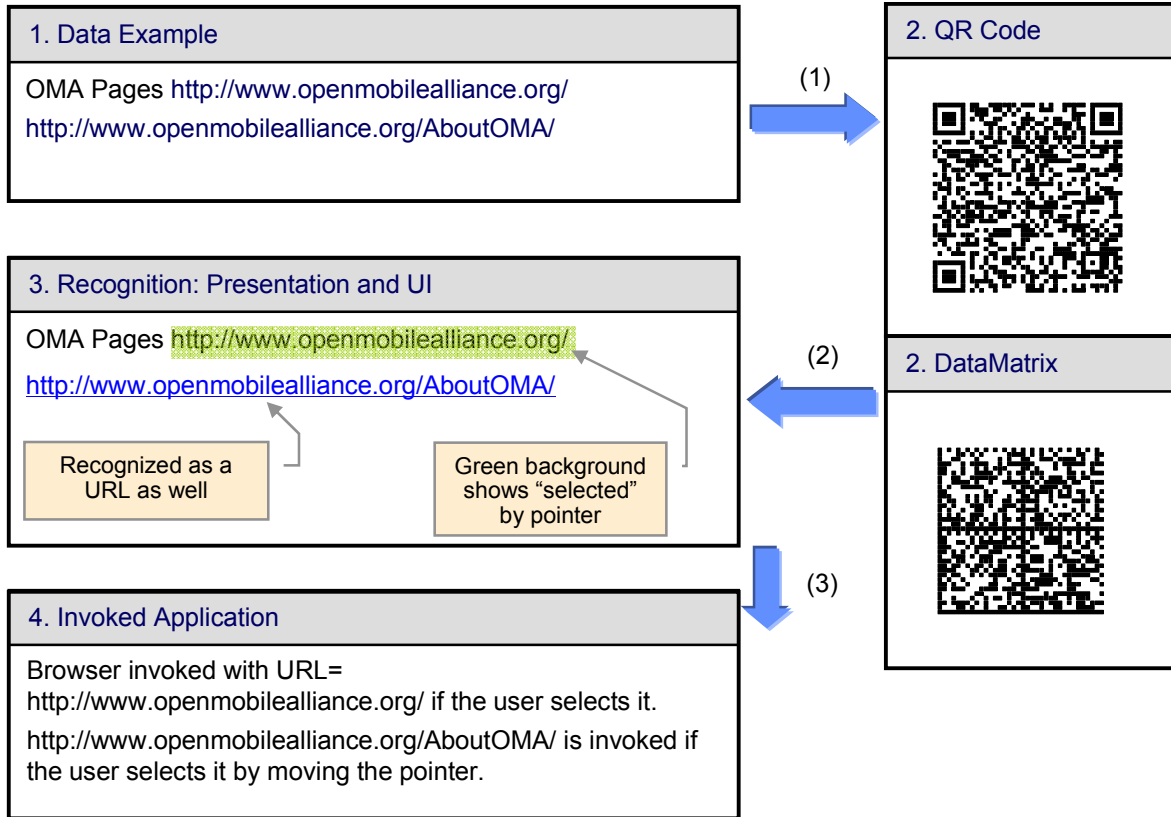 1. Data Example
OMA Pages http://www.openmobilealliance.org/
http://www.openmobilealliance.org/AboutOMA/
(1)
2. QR Code
3. Recognition: Presentation and UI
OMA Pages http://www.openmobilealliance.org/
http://www.openmobilealliance.org/AboutOMA/
Recognized as a
URL as well
Green background
shows “selected”
by pointer
(2)
2. DataMatrix
(3)
4. Invoked Application
Browser invoked with URL=
http://www.openmobilealliance.org/ if the user selects it.
http://www.openmobilealliance.org/AboutOMA/ is invoked if
the user selects it by moving the pointer.